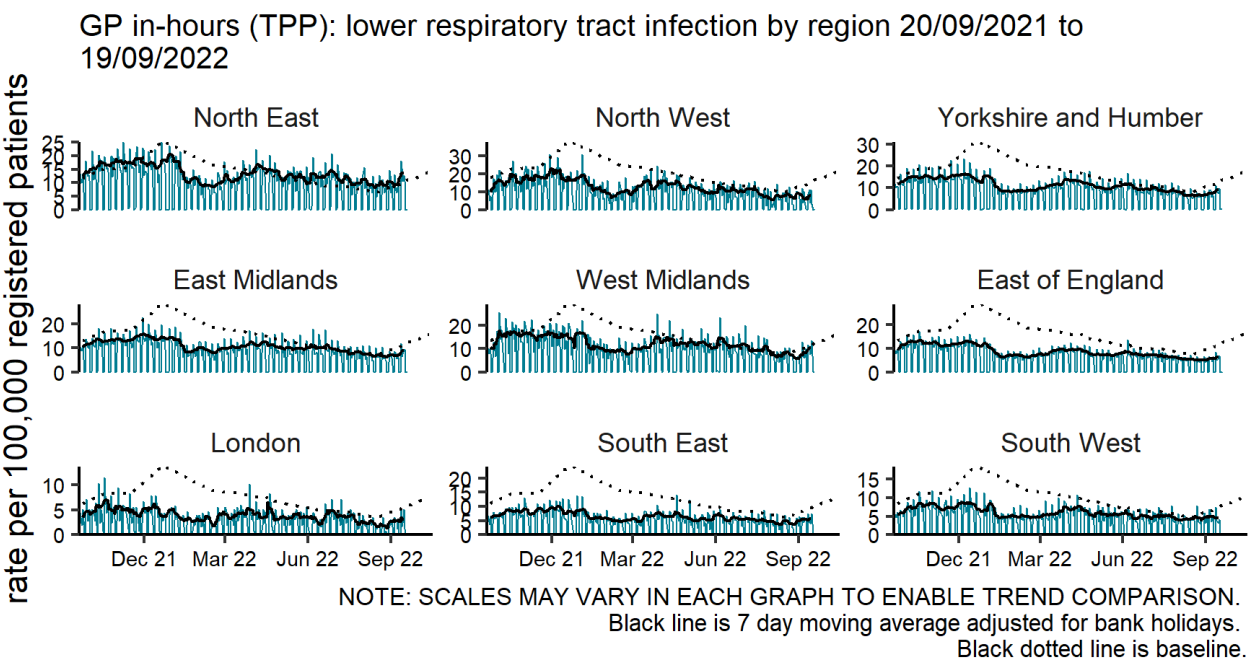 GP in-hours (TPP): lower respiratory tract infection by region 20/09/2021 to
19/09/2022
rate per 100,000 registered patients
North East
25
20
15
10
5
0
North West
30
20
10
0
Yorkshire and Humber
30
20
10
0
East Midlands
20
10
0
West Midlands
20
10
0
East of England
20
10
0
London
10
5
0
South East
20
15
10
5
0
South West
15
10
5
0
Dec 21 Mar 22 Jun 22 Sep 22
Dec 21 Mar 22 Jun 22 Sep 22
Dec 21 Mar 22 Jun 22 Sep 22
NOTE: SCALES MAY VARY IN EACH GRAPH TO ENABLE TREND COMPARISON.
Black line is 7 day moving average adjusted for bank holidays.
Black dotted line is baseline.